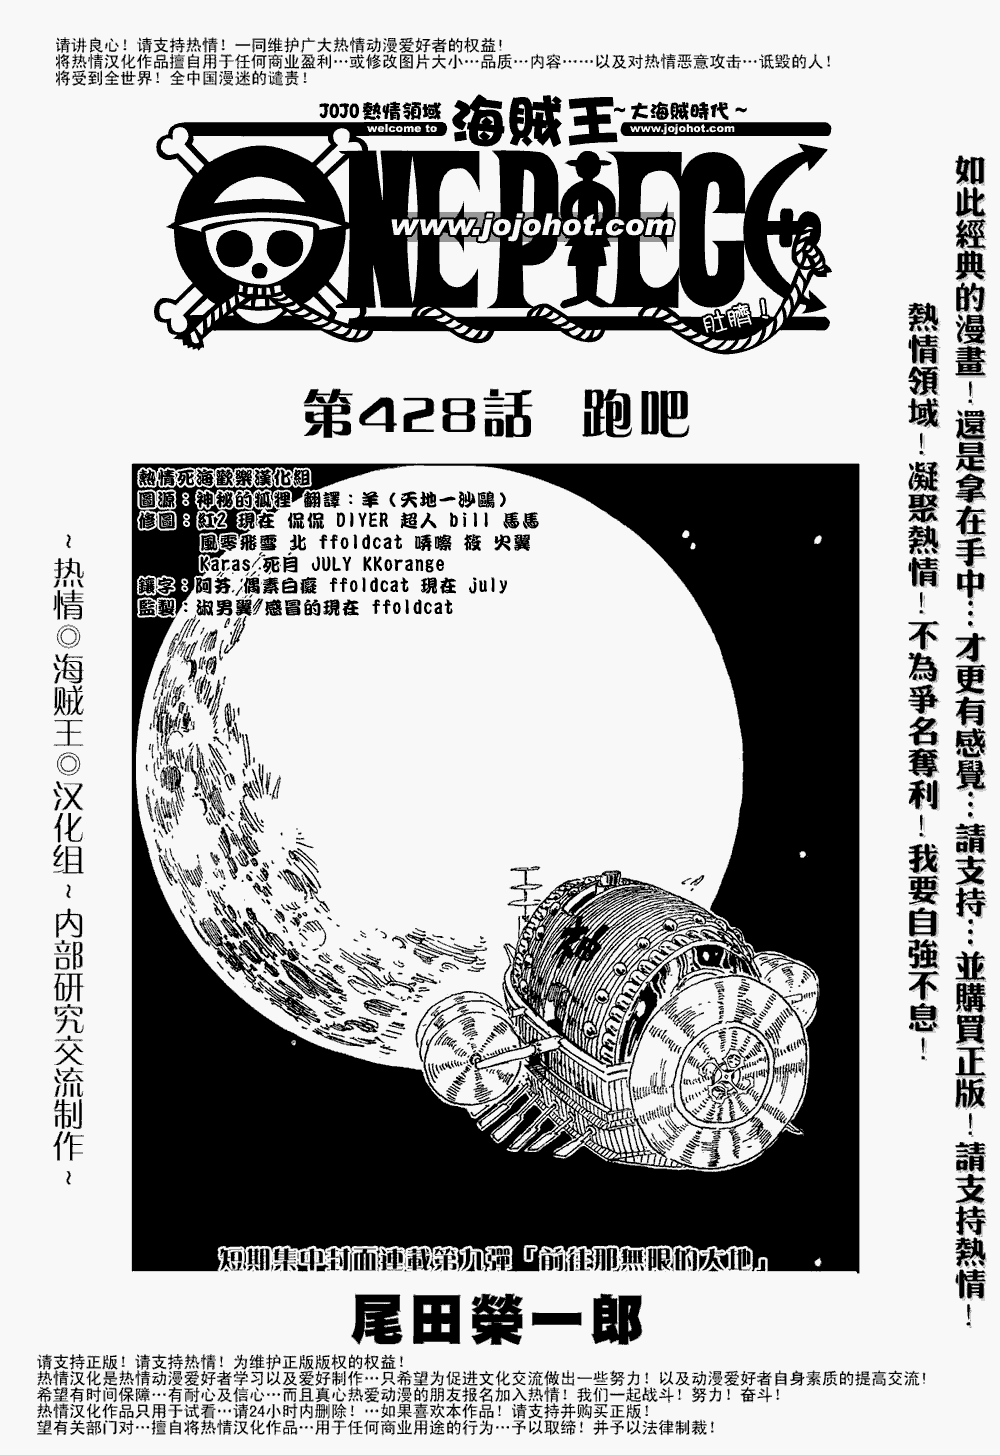 请讲良心！请支持热情！一同维护广大热情动漫爱好者的权益！
将热情汉化作品擅自用于任何商业盈利…或修改图片大小…品质…内容……以及对热情恶意攻击…诋毁的人！
将受到全世界！全中国漫迷的谴责！
JOJO熱情領域 海賊王 ～大海賊時代～
welcome to www.jojohot.com
ONE PIECE
www.jojohot.com
肚臍！
第428話 跑吧
熱情死海歡樂漢化組
圖源：神秘的狐狸 翻譯：羊（天地一沙鷗）
修圖：紅2 現在 侃侃 DIYER 超人 bill 馬馬
風零飛雪 北 ffoldcat 嘵嚓 筱 火翼
Karas 死月 JULY KKorange
鑲字：阿芬 偶素白癡 ffoldcat 現在 july
監製：淑男翼 感冒的現在 ffoldcat
神
短期集中封面連載第九彈「前往那無限的大地」
尾田榮一郎
如此經典的漫畫！還是拿在手中…才更有感覺…請支持…並購買正版！請支持熱情！
熱情領域！凝聚熱情！不為爭名奪利！我要自強不息！
~热情◎海贼王◎汉化组~内部研究交流制作~
请支持正版！请支持热情！为维护正版版权的权益！
热情汉化是热情动漫爱好者学习以及爱好制作…只希望为促进文化交流做出一些努力！以及动漫爱好者自身素质的提高交流！
希望有时间保障…有耐心及信心…而且真心热爱动漫的朋友报名加入热情！我们一起战斗！努力！奋斗！
热情汉化作品只用于试看…请24小时内删除！…如果喜欢本作品！请支持并购买正版！
望有关部门对…擅自将热情汉化作品…用于任何商业用途的行为…予以取缔！并予以法律制裁！